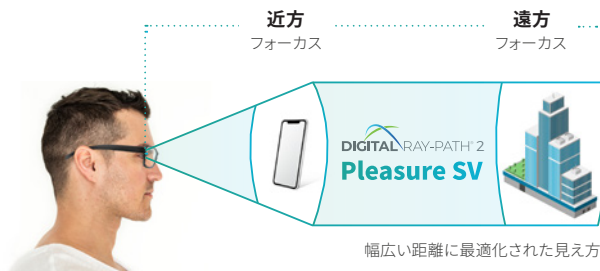 近方
フォーカス
遠方
フォーカス
DIGITAL RAY-PATH® 2
Pleasure SV
幅広い距離に最適化された見え方